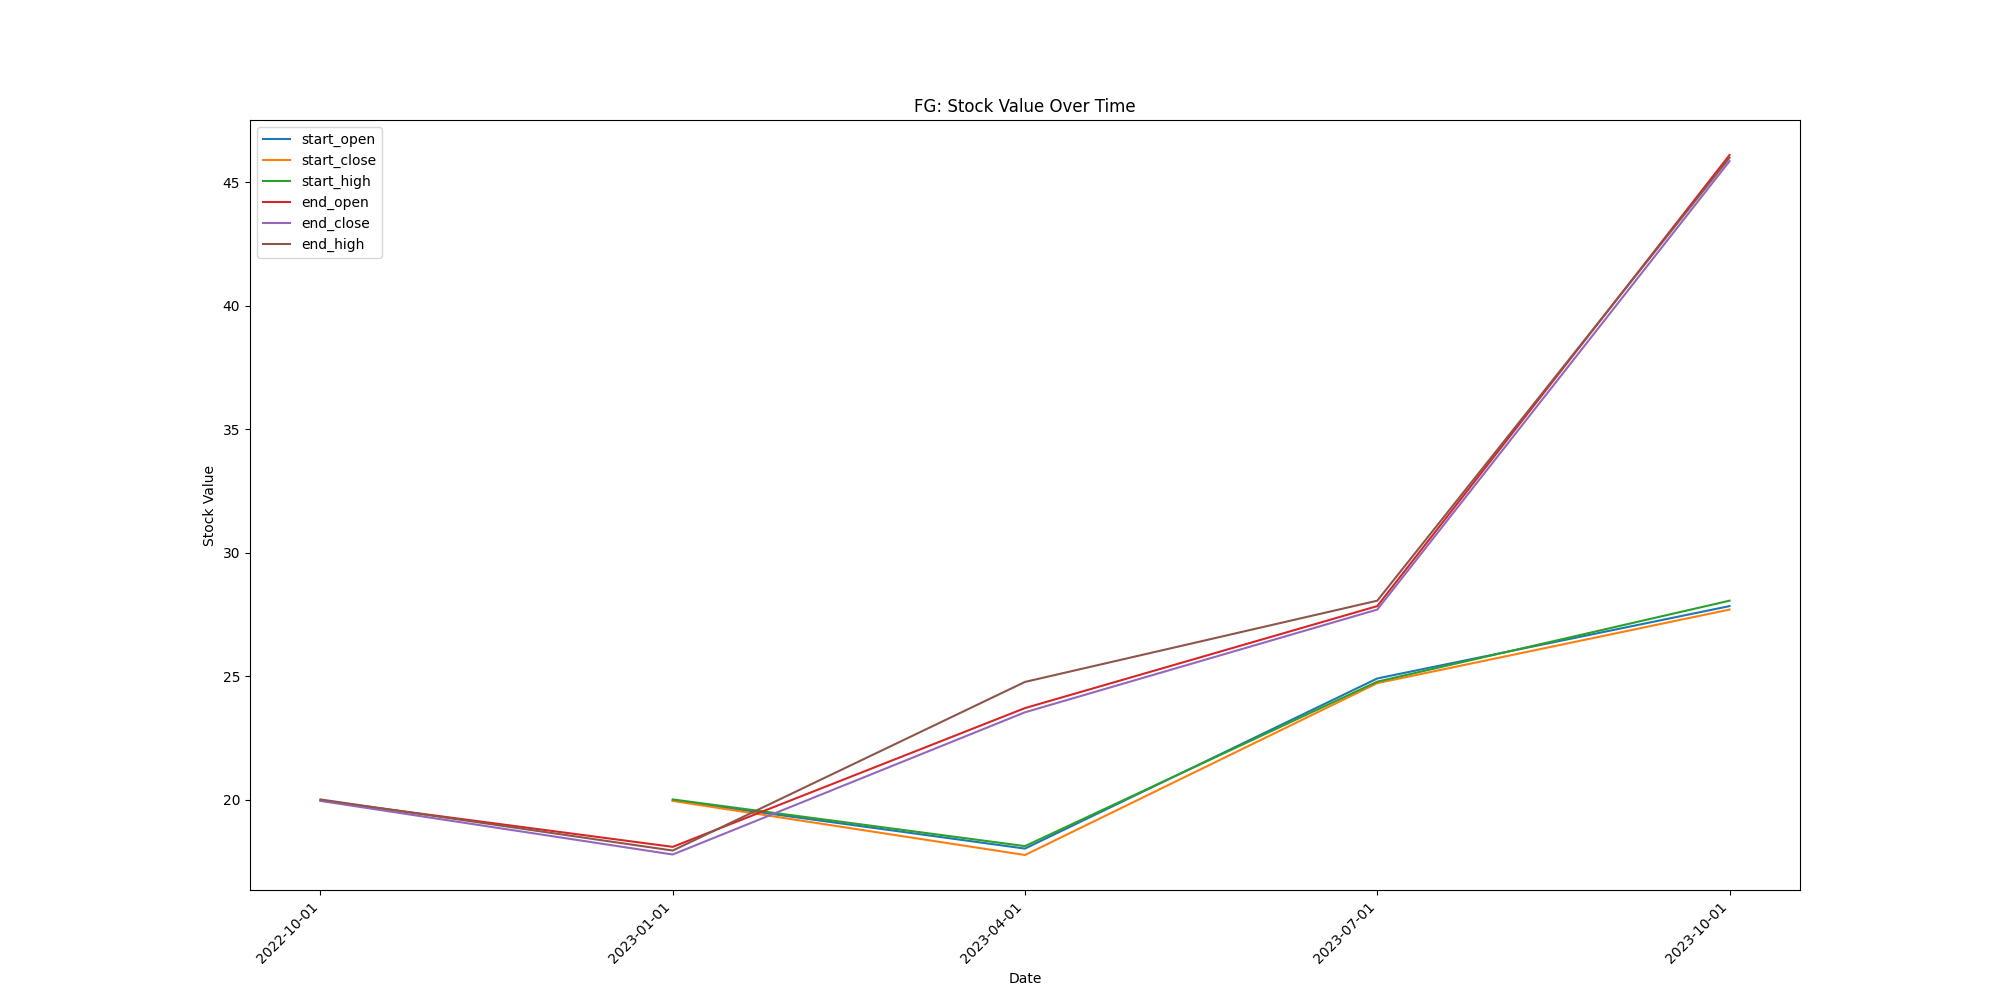 FG: Stock Value Over Time
start_open
start_close
start_high
end_open
end_close
end_high
45
40
35
30
25
20
Stock Value
2022-10-01
2023-01-01
2023-04-01
2023-07-01
2023-10-01
Date